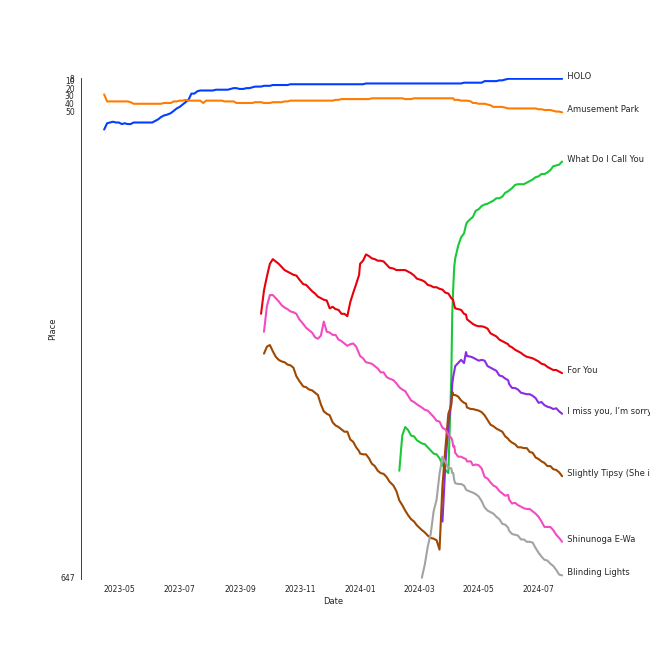 8
10
20
30
40
50
647
Place
HOLO
Amusement Park
What Do I Call You
For You
I miss you, I'm sorry
Slightly Tipsy (She i
Shinunoga E-Wa
Blinding Lights
2023-05
2023-07
2023-09
2023-11
2024-01
2024-03
2024-05
2024-07
Date